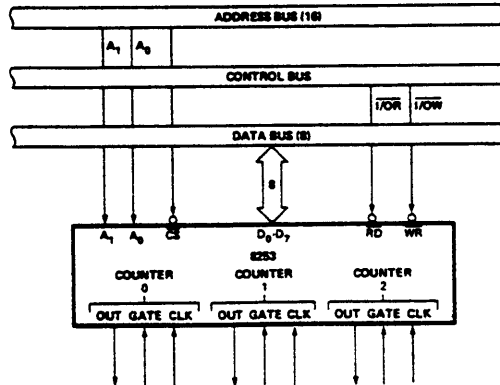 ADDRESS BUS (16)
A1 A0
CONTROL BUS
I/OR I/OW
DATA BUS (8)
8
A1 A0 CS D0-D7 RD WR
8253
COUNTER COUNTER COUNTER
0 1 2
OUT GATE CLK OUT GATE CLK OUT GATE CLK